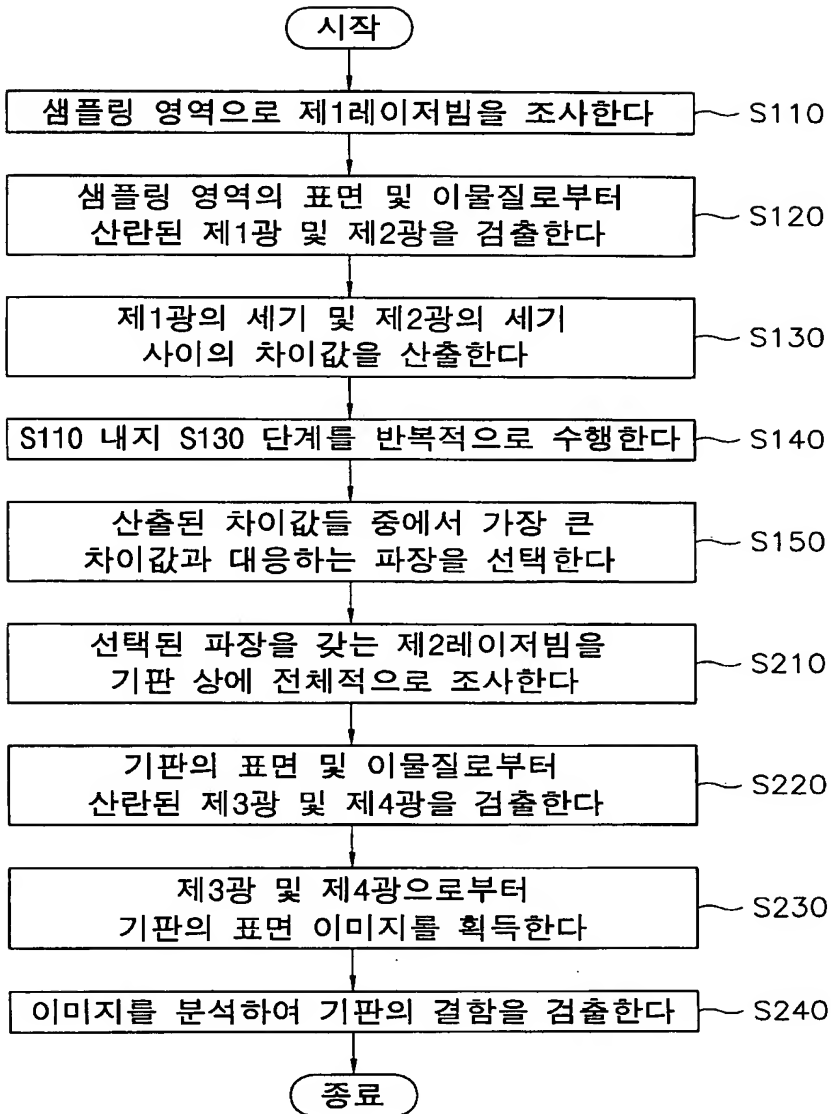 시작
샘플링 영역으로 제1레이저빔을 조사한다
S110
샘플링 영역의 표면 및 이물질로부터
산란된 제1광 및 제2광을 검출한다
S120
제1광의 세기 및 제2광의 세기
사이의 차이값을 산출한다
S130
S110 내지 S130 단계를 반복적으로 수행한다
S140
산출된 차이값들 중에서 가장 큰
차이값과 대응하는 파장을 선택한다
S150
선택된 파장을 갖는 제2레이저빔을
기판 상에 전체적으로 조사한다
S210
기판의 표면 및 이물질로부터
산란된 제3광 및 제4광을 검출한다
S220
제3광 및 제4광으로부터
기판의 표면 이미지를 획득한다
S230
이미지를 분석하여 기판의 결함을 검출한다
S240
종료